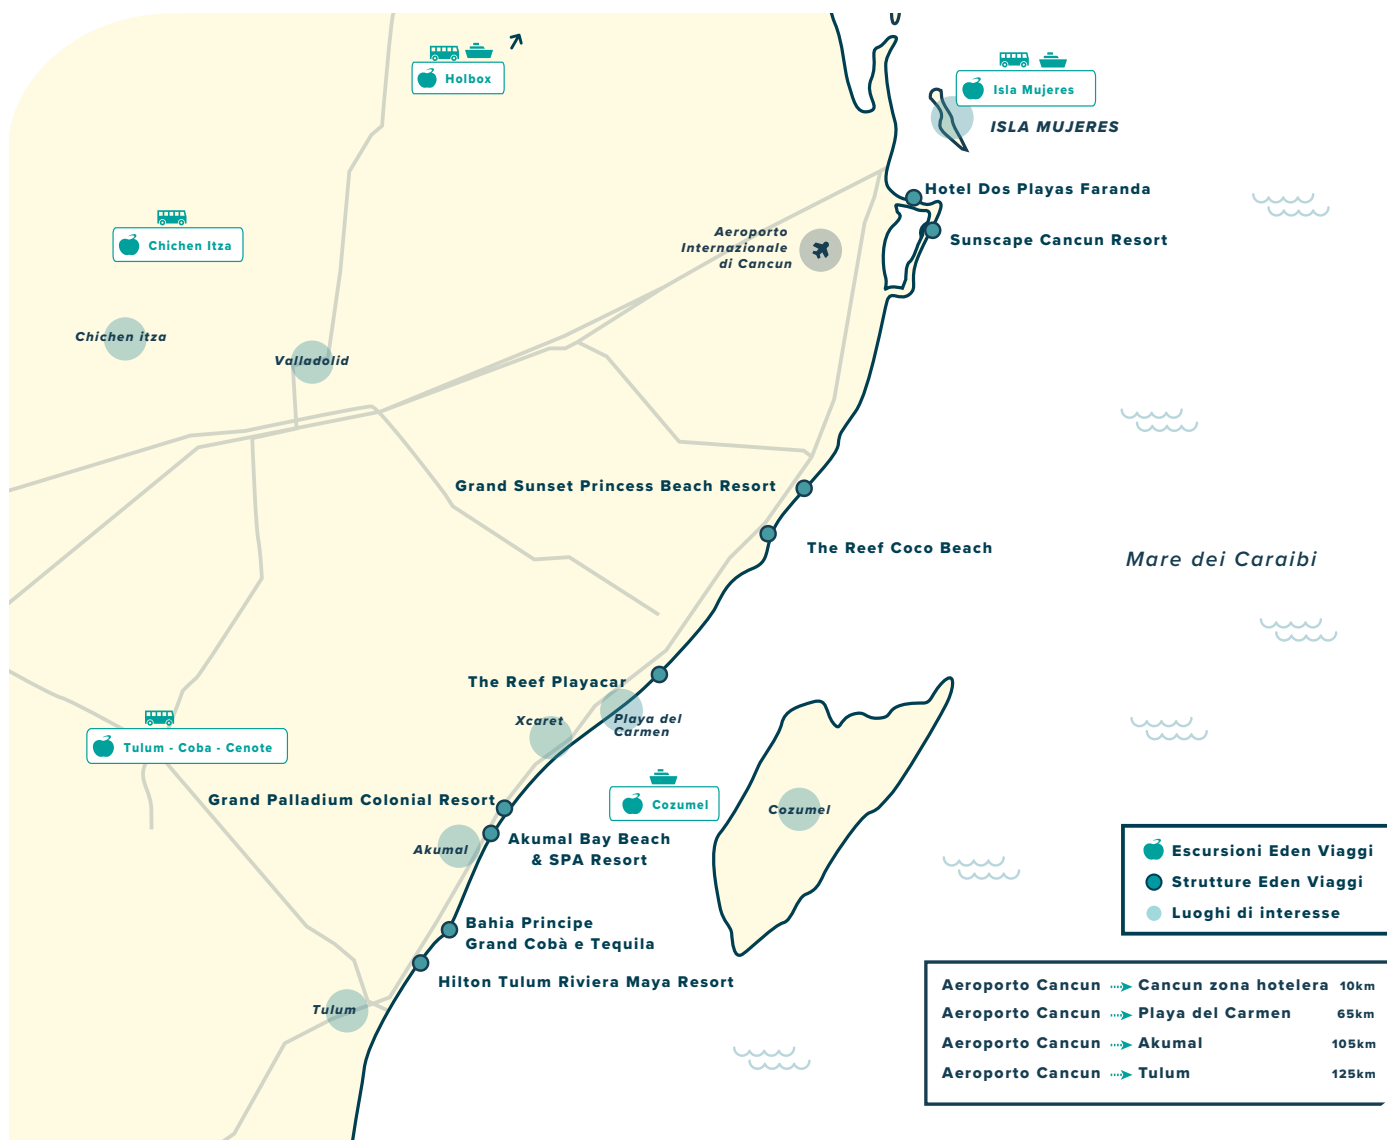 Holbox
Isla Mujeres
ISLA MUJERES
Hotel Dos Playas Faranda
Chichen Itza
Aeroporto
Internazionale
di Cancun
Sunscape Cancun Resort
Chichen itza
Valladolid
Grand Sunset Princess Beach Resort
The Reef Coco Beach
Mare dei Caraibi
The Reef Playacar
Xcaret
Playa del
Carmen
Tulum - Coba - Cenote
Grand Palladium Colonial Resort
Cozumel
Cozumel
Akumal
Akumal Bay Beach
& SPA Resort
Bahia Principe
Grand Cobà e Tequila
Hilton Tulum Riviera Maya Resort
Tulum
Escursioni Eden Viaggi
Strutture Eden Viaggi
Luoghi di interesse
Aeroporto Cancun Cancun zona hotelera 10km
Aeroporto Cancun Playa del Carmen 65km
Aeroporto Cancun Akumal 105km
Aeroporto Cancun Tulum 125km